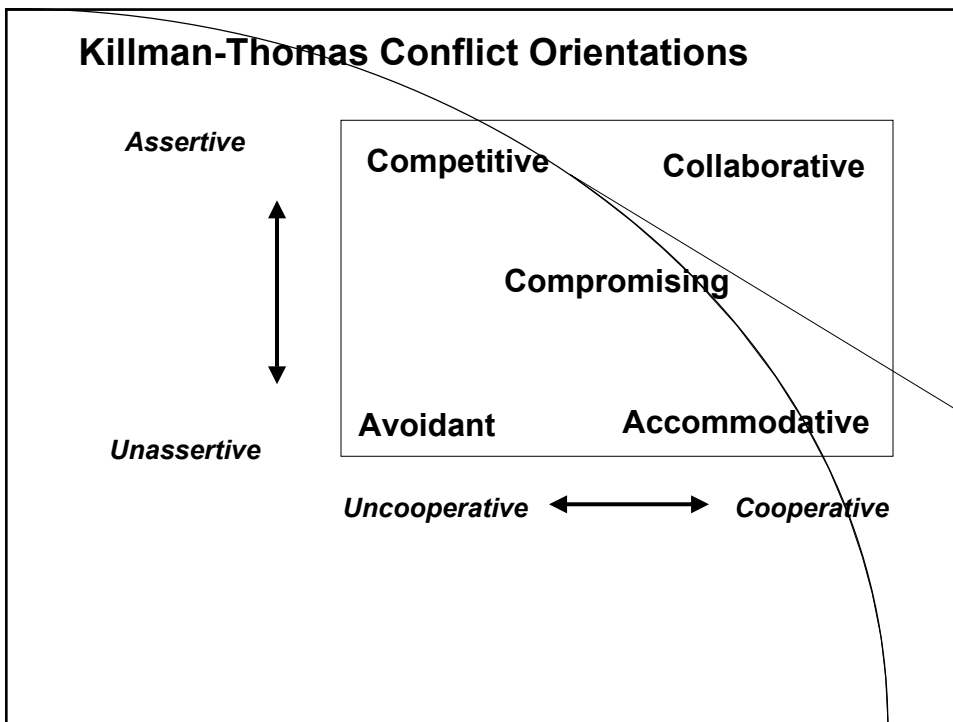 Killman-Thomas Conflict Orientations
Assertive
Competitive
Collaborative
Compromising
Avoidant
Accommodative
Unassertive
Uncooperative
Cooperative